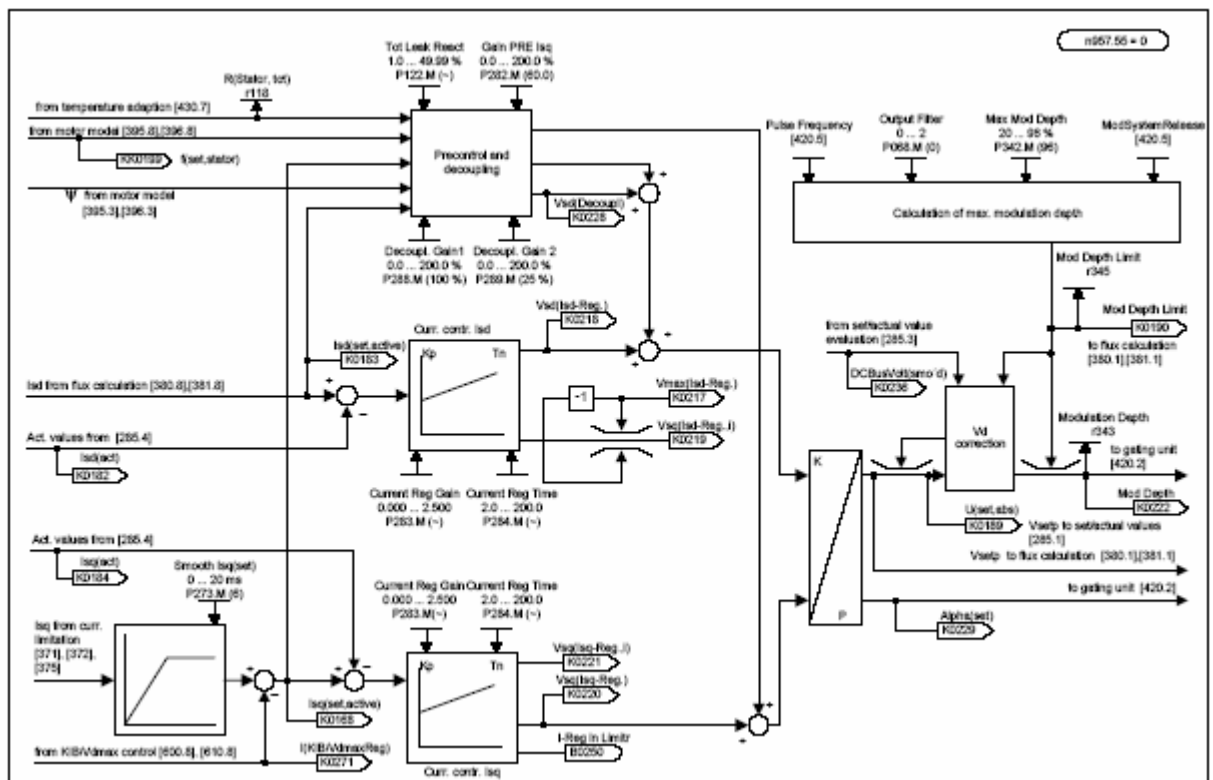 n957.55 = 0
Tot Leak React
1.0 ... 49.99 %
P122.M (~)
Gain PRE Isq
0.0 ... 200.0 %
P282.M (60.0)
R(Stator, tot)
r118
from temperature adaption [430.7]
from motor model [395.8],[396.8]
KK0199
f(set,stator)
Ψ from motor model
[395.3],[396.3]
Precontrol and
decoupling
Vsd(Decoupl)
K0228
Decoupl. Gain1
0.0 ... 200.0 %
P288.M (100 %)
Decoupl. Gain 2
0.0 ... 200.0 %
P289.M (25 %)
Pulse Frequency
[420.5]
Output Filter
0 ... 2
P068.M (0)
Max Mod Depth
20 ... 96 %
P342.M (96)
ModSystemRelease
[420.5]
Calculation of max. modulation depth
Mod Depth Limit
r345
Mod Depth Limit
K0190
to flux calculation
[380.1],[381.1]
from set/actual value
evaluation [285.3]
DCBusVolt(smo´d)
K0236
Vd
correction
Modulation Depth
r343
to gating unit
[420.2]
Mod Depth
K0222
U(set,abs)
K0189
Vsetp to set/actual values
[285.1]
Vsetp to flux calculation [380.1],[381.1]
to gating unit [420.2]
Alpha(set)
K0229
K
P
Vsd(Isd-Reg.)
K0218
Curr. contr. Isd
Kp
Tn
Isd(set,active)
K0183
Isd from flux calculation [380.8],[381.8]
Act. values from [285.4]
Isd(act)
K0182
-1
Vmax(Isd-Reg.)
K0217
Vsq(Isd-Reg.,i)
K0219
Current Reg Gain
0.000 ... 2.500
P283.M (~)
Current Reg Time
2.0 ... 200.0
P284.M (~)
Act. values from [285.4]
Isq(act)
K0184
Smooth Isq(set)
0 ... 20 ms
P273.M (6)
Isq from curr.
limitation
[371], [372],
[375]
Current Reg Gain
0.000 ... 2.500
P283.M(~)
Current Reg Time
2.0 ... 200.0
P284.M (~)
Kp
Tn
Vsq(Isq-Reg.,i)
K0221
Vsq(Isq-Reg.)
K0220
I-Reg in Limitr
B0250
Isq(set,active)
K0168
from KIB/Vdmax control [600.8], [610.8]
I(KIB/VdmaxReg)
K0271
Curr. contr. Isq